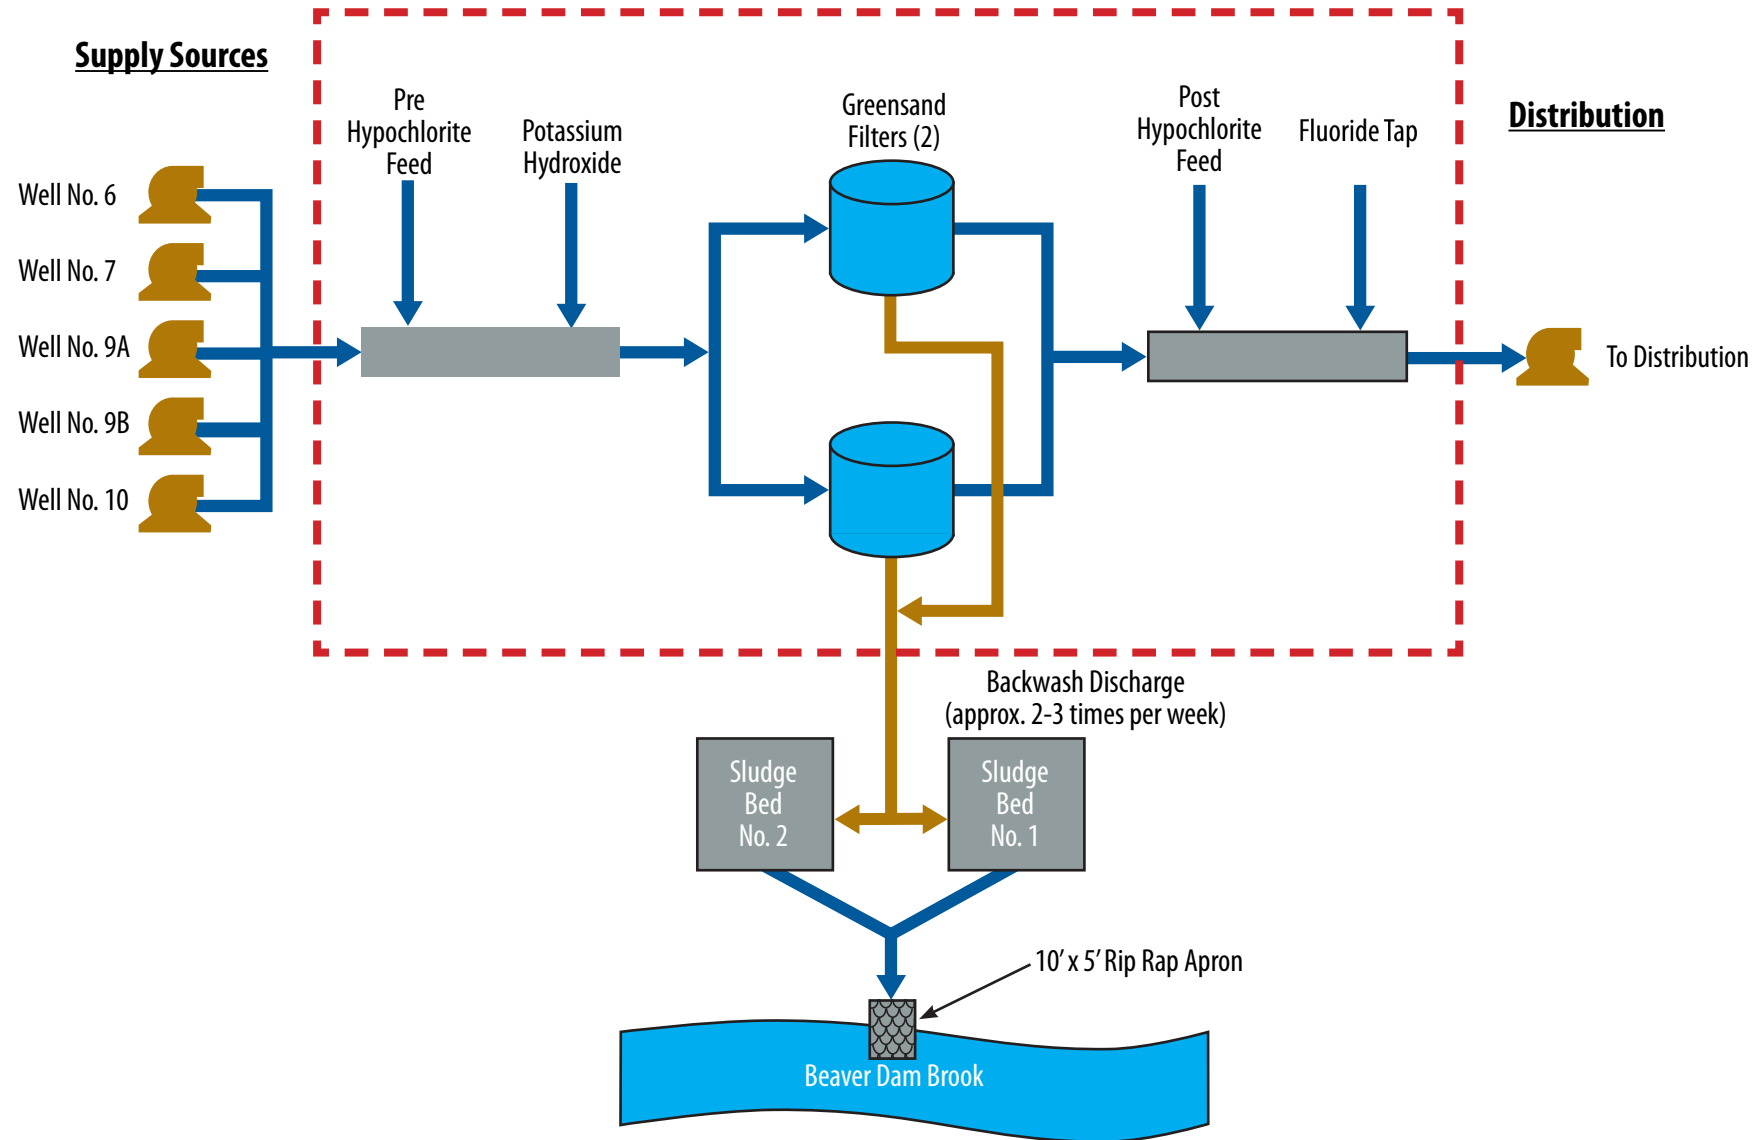 Supply Sources
Pre
Hypochlorite
Feed
Potassium
Hydroxide
Greensand
Filters (2)
Post
Hypochlorite
Feed
Fluoride Tap
Distribution
Well No. 6
Well No. 7
Well No. 9A
Well No. 9B
Well No. 10
To Distribution
Backwash Discharge
(approx. 2-3 times per week)
Sludge
Bed
No. 2
Sludge
Bed
No. 1
10’ x 5’ Rip Rap Apron
Beaver Dam Brook